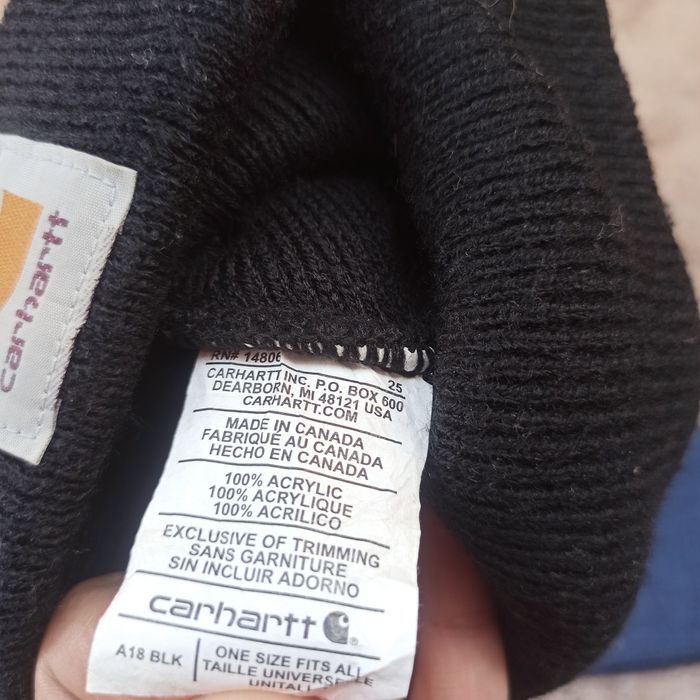 carhartt
RN# 14806 25
CARHARTT INC. P.O. BOX 600
DEARBORN, MI 48121 USA
CARHARTT.COM
MADE IN CANADA
FABRIQUÉ AU CANADA
HECHO EN CANADA
100% ACRYLIC
100% ACRYLIQUE
100% ACRILICO
EXCLUSIVE OF TRIMMING
SANS GARNITURE
SIN INCLUIR ADORNO
carhartt
A18 BLK
ONE SIZE FITS ALL
TAILLE UNIVERSELLE
UNITALL